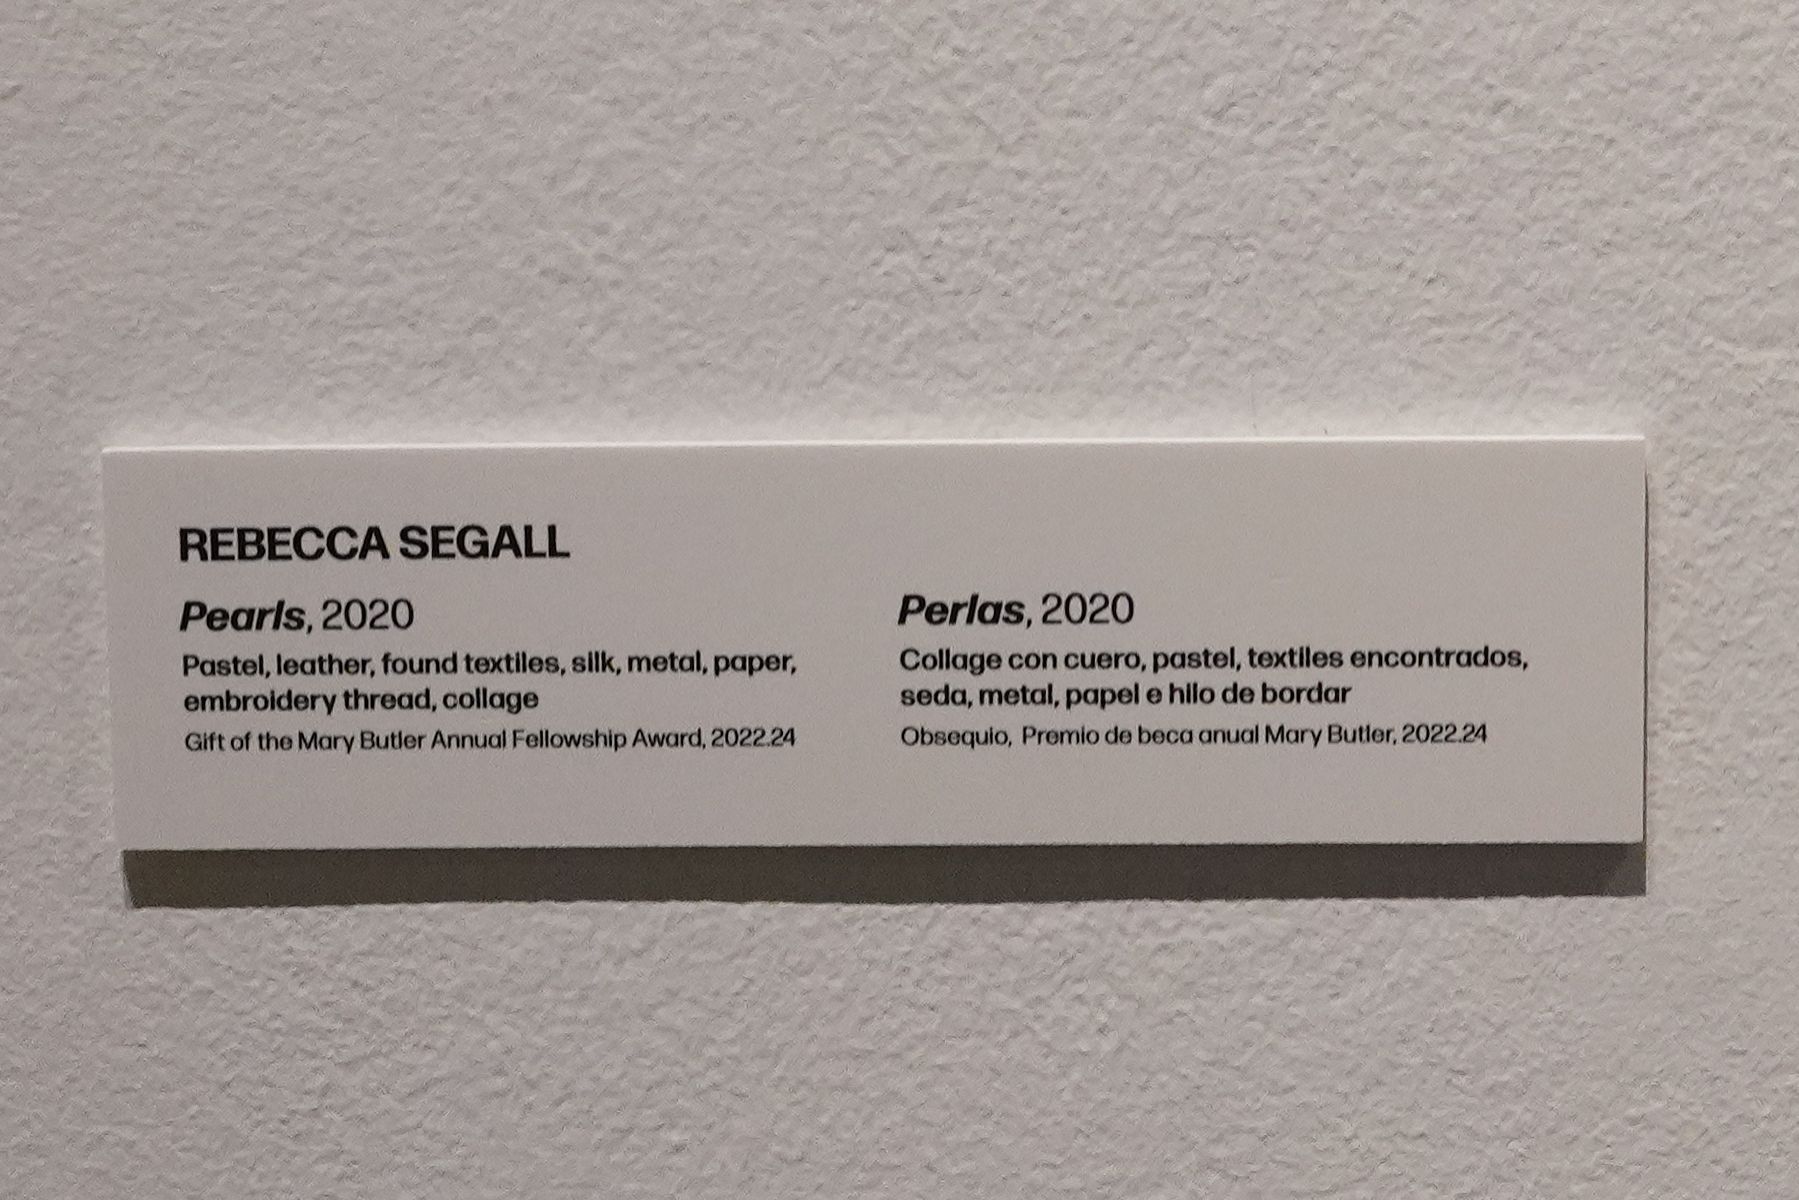 REBECCA SEGALL
Pearls, 2020
Pastel, leather, found textiles, silk, metal, paper,
embroidery thread, collage
Gift of the Mary Butler Annual Fellowship Award, 2022.24
Perlas, 2020
Collage con cuero, pastel, textiles encontrados,
seda, metal, papel e hilo de bordar
Obsequio, Premio de beca anual Mary Butler, 2022.24